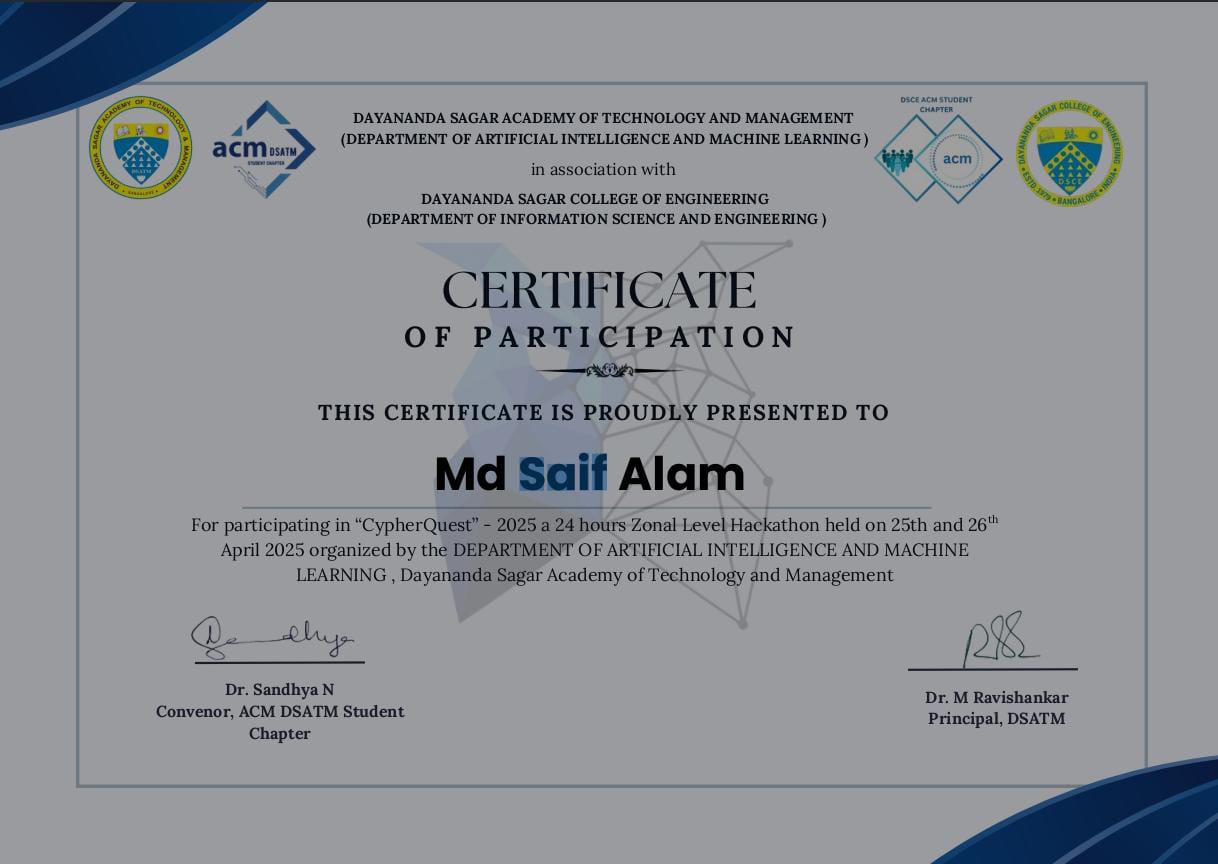 DAYANANDA SAGAR ACADEMY OF TECHNOLOGY & MANAGEMENT
DSATM
BANGALORE
acm DSATM
STUDENT CHAPTER
DAYANANDA SAGAR ACADEMY OF TECHNOLOGY AND MANAGEMENT
(DEPARTMENT OF ARTIFICIAL INTELLIGENCE AND MACHINE LEARNING )
in association with
DAYANANDA SAGAR COLLEGE OF ENGINEERING
(DEPARTMENT OF INFORMATION SCIENCE AND ENGINEERING )
DSCE ACM STUDENT
CHAPTER
acm
DAYANANDA SAGAR COLLEGE OF ENGINEERING
DSCE
ESTD. 1979 • BANGALORE • INDIA
CERTIFICATE
OF PARTICIPATION
THIS CERTIFICATE IS PROUDLY PRESENTED TO
Md Saif Alam
For participating in “CypherQuest” - 2025 a 24 hours Zonal Level Hackathon held on 25th and 26th
April 2025 organized by the DEPARTMENT OF ARTIFICIAL INTELLIGENCE AND MACHINE
LEARNING , Dayananda Sagar Academy of Technology and Management
Dr. Sandhya N
Convenor, ACM DSATM Student
Chapter
Dr. M Ravishankar
Principal, DSATM